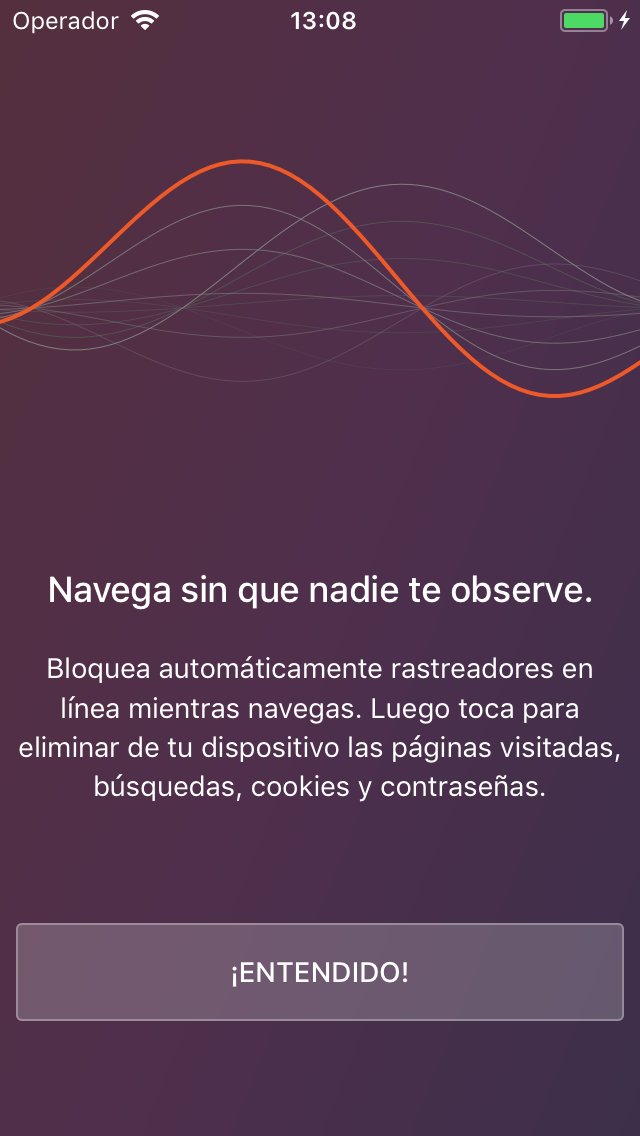 Operador 13:08
Navega sin que nadie te observe.
Bloquea automáticamente rastreadores en
línea mientras navegas. Luego toca para
eliminar de tu dispositivo las páginas visitadas,
búsquedas, cookies y contraseñas.
¡ENTENDIDO!